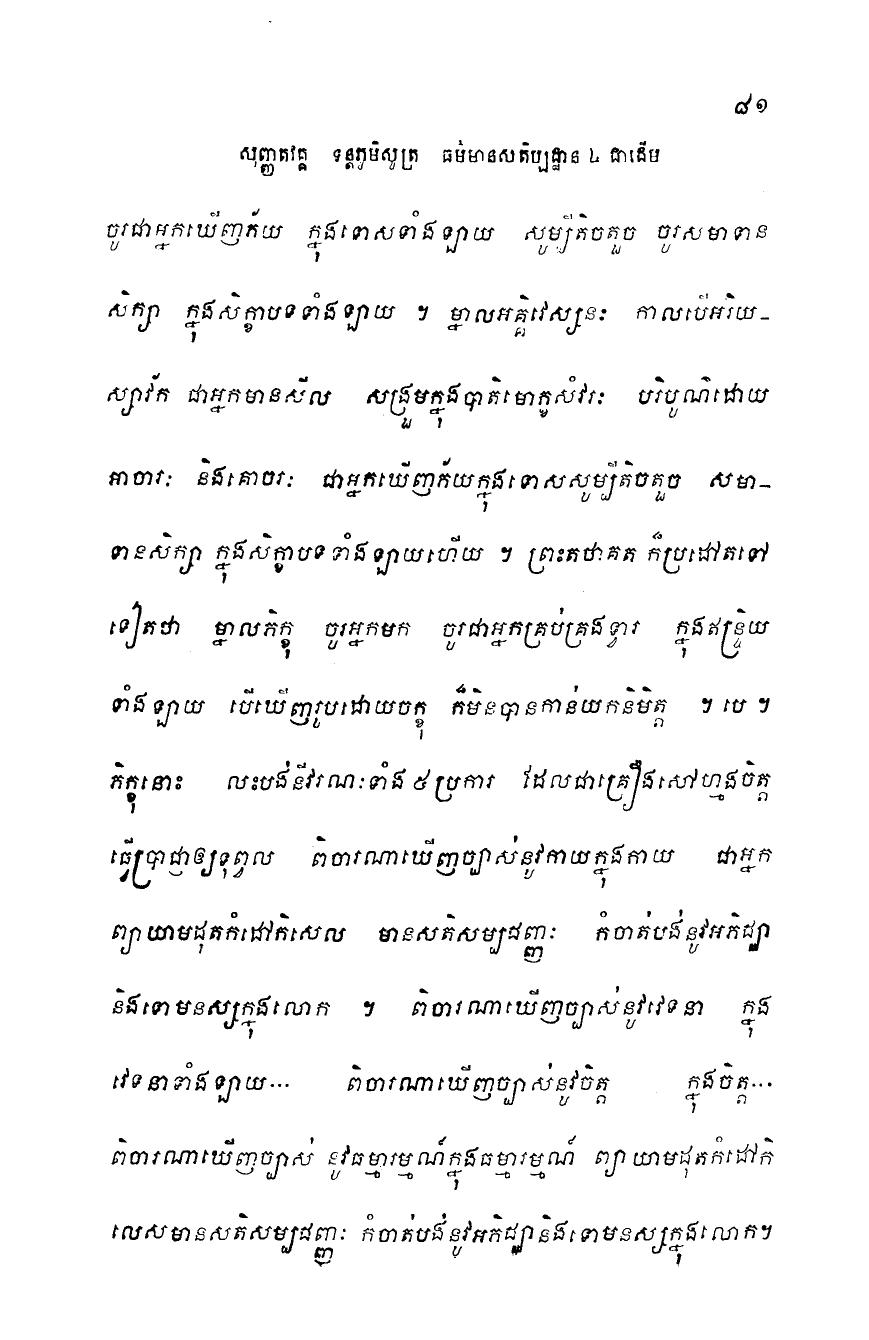 ៨១
សុញ្ញតវគ្គ ទន្តភូមិសូត្រ ធម៌មានសតិប្បដ្ឋាន ៤ ជាដើម
ចូរជាអ្នកឃើញភ័យ ក្នុងទោសទាំងឡាយ សូម្បីតិចតួច ចូរសមាទាន
សិក្សា ក្នុងសិក្ខាបទទាំងឡាយ ។ ម្នាលអគ្គិវេស្សនៈ កាលបើអរិយ-
ស្សាវ័ក ជាអ្នកមានសីល សង្រួមក្នុងបាតិមោក្ខសំវរៈ បរិបូណ៌ដោយ
អាចារៈ និងគោចរៈ ជាអ្នកឃើញភ័យក្នុងទោសសូម្បីតិចតួច សមា-
ទានសិក្សា ក្នុងសិក្ខាបទទាំងឡាយហើយ ។ ព្រះតថាគត ក៏ប្រដៅតទៅ
ទៀតថា ម្នាលភិក្ខុ ចូរអ្នកមក ចូរជាអ្នកគ្រប់គ្រងទ្វារ ក្នុងឥន្ទ្រិយ
ទាំងឡាយ បើឃើញរូបដោយចក្ខុ ក៏មិនបានកាន់យកនិមិត្ត ។ បេ ។
ភិក្ខុនោះ លះបង់នីវរណៈទាំង ៥ ប្រការ ដែលជាគ្រឿងសៅហ្មងចិត្ត
ធ្វើប្រាជ្ញាឲ្យទុព្វល ពិចារណាឃើញច្បាស់នូវកាយក្នុងកាយ ជាអ្នក
ព្យាយាមដុតកំដៅកិលេស មានសតិសម្បជញ្ញៈ កំចាត់បង់នូវអភិជ្ឈា
និងទោមនស្សក្នុងលោក ។ ពិចារណាឃើញច្បាស់នូវវេទនា ក្នុង
វេទនាទាំងឡាយ... ពិចារណាឃើញច្បាស់នូវចិត្ត ក្នុងចិត្ត...
ពិចារណាឃើញច្បាស់ នូវធម្មារម្មណ៍ក្នុងធម្មារម្មណ៍ ព្យាយាមដុតកំដៅកិ
លេសមានសតិសម្បជញ្ញៈ កំចាត់បង់នូវអភិជ្ឈានិងទោមនស្សក្នុងលោក។